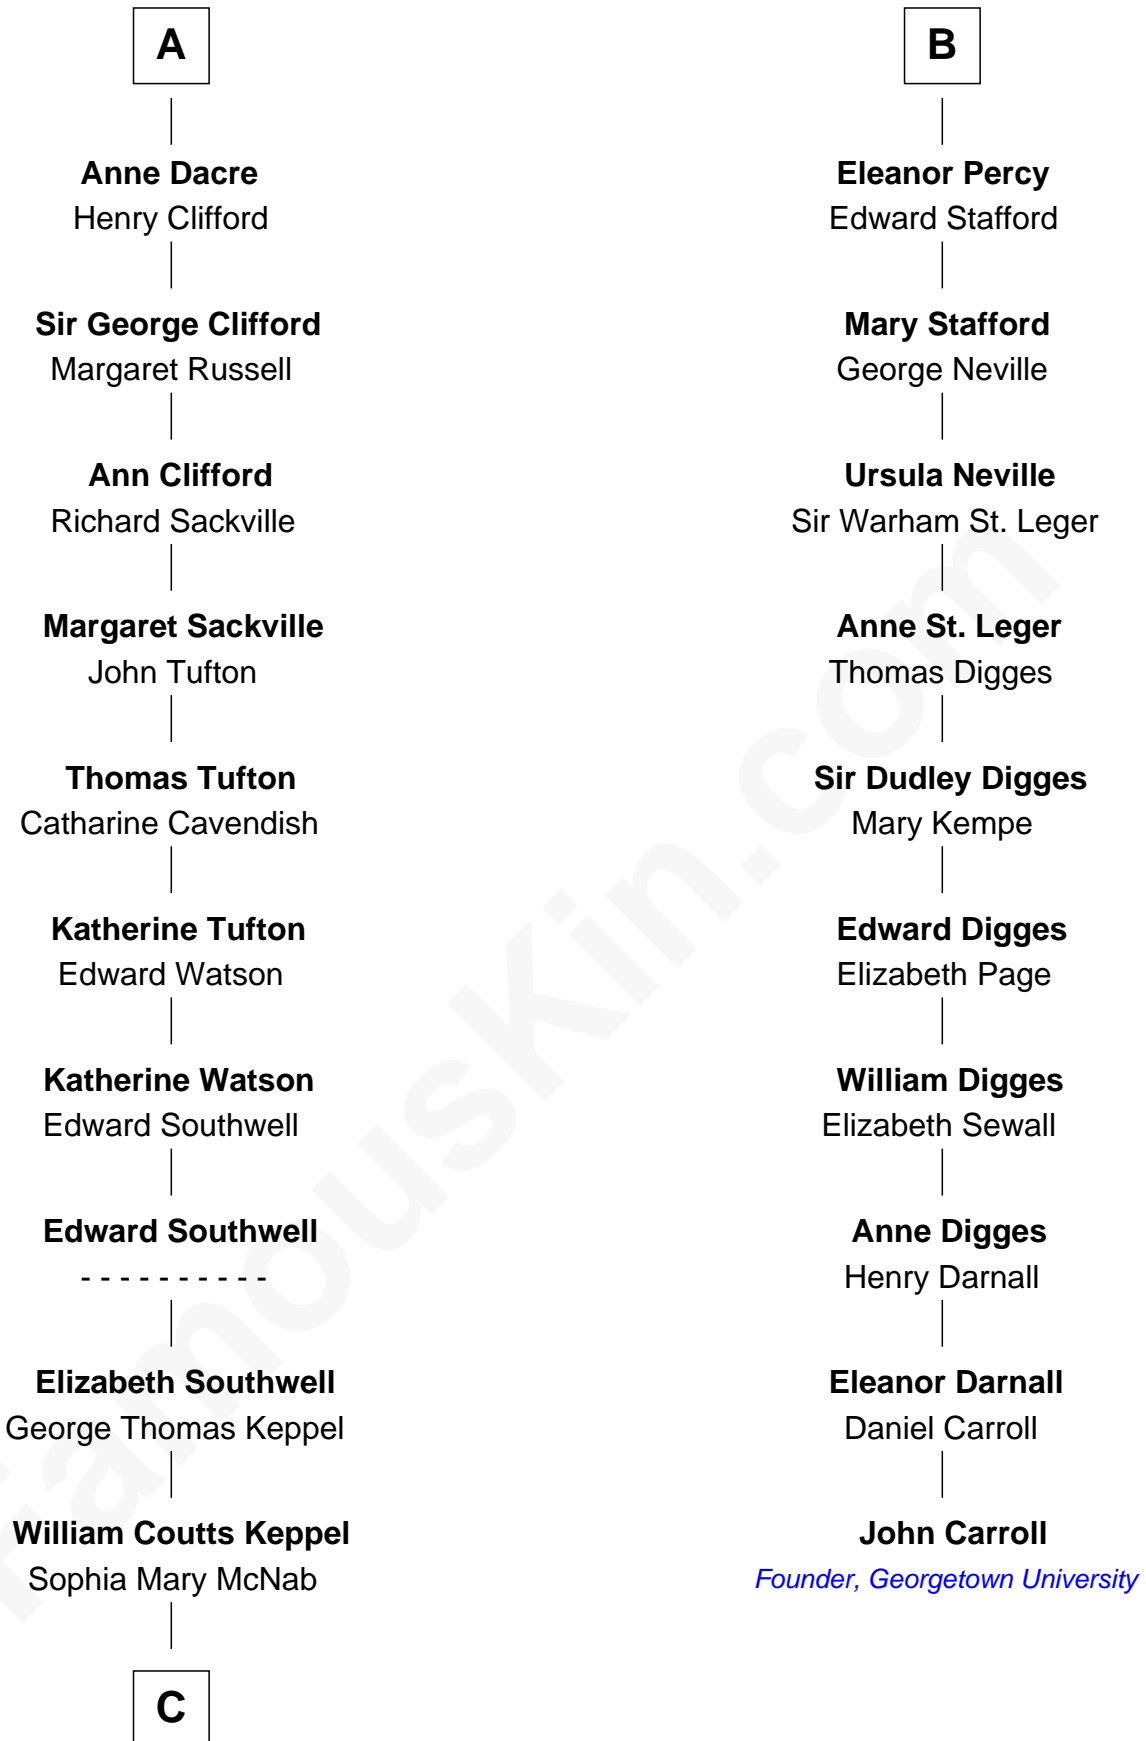 A
Anne Dacre
Henry Clifford
Sir George Clifford
Margaret Russell
Ann Clifford
Richard Sackville
Margaret Sackville
John Tufton
Thomas Tufton
Catharine Cavendish
Katherine Tufton
Edward Watson
Katherine Watson
Edward Southwell
Edward Southwell
- - - - - - - - - -
Elizabeth Southwell
George Thomas Keppel
William Coutts Keppel
Sophia Mary McNab
C
B
Eleanor Percy
Edward Stafford
Mary Stafford
George Neville
Ursula Neville
Sir Warham St. Leger
Anne St. Leger
Thomas Digges
Sir Dudley Digges
Mary Kempe
Edward Digges
Elizabeth Page
William Digges
Elizabeth Sewall
Anne Digges
Henry Darnall
Eleanor Darnall
Daniel Carroll
John Carroll
Founder, Georgetown University
FamousKin.com